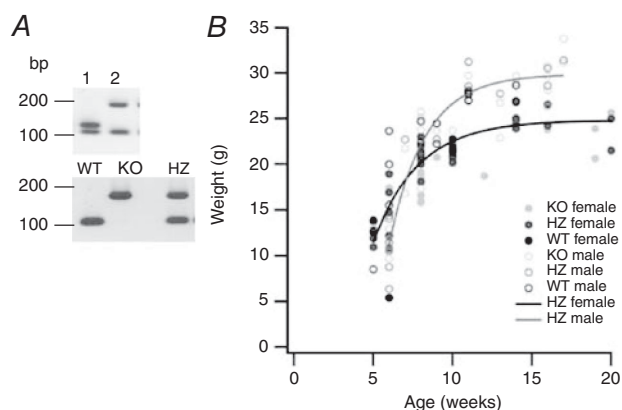 A
bp
1 2
200
100
WT KO HZ
200
100
B
Weight (g)
35
30
25
20
15
10
5
0
KO female
HZ female
WT female
KO male
HZ male
WT male
HZ female
HZ male
0 5 10 15 20
Age (weeks)